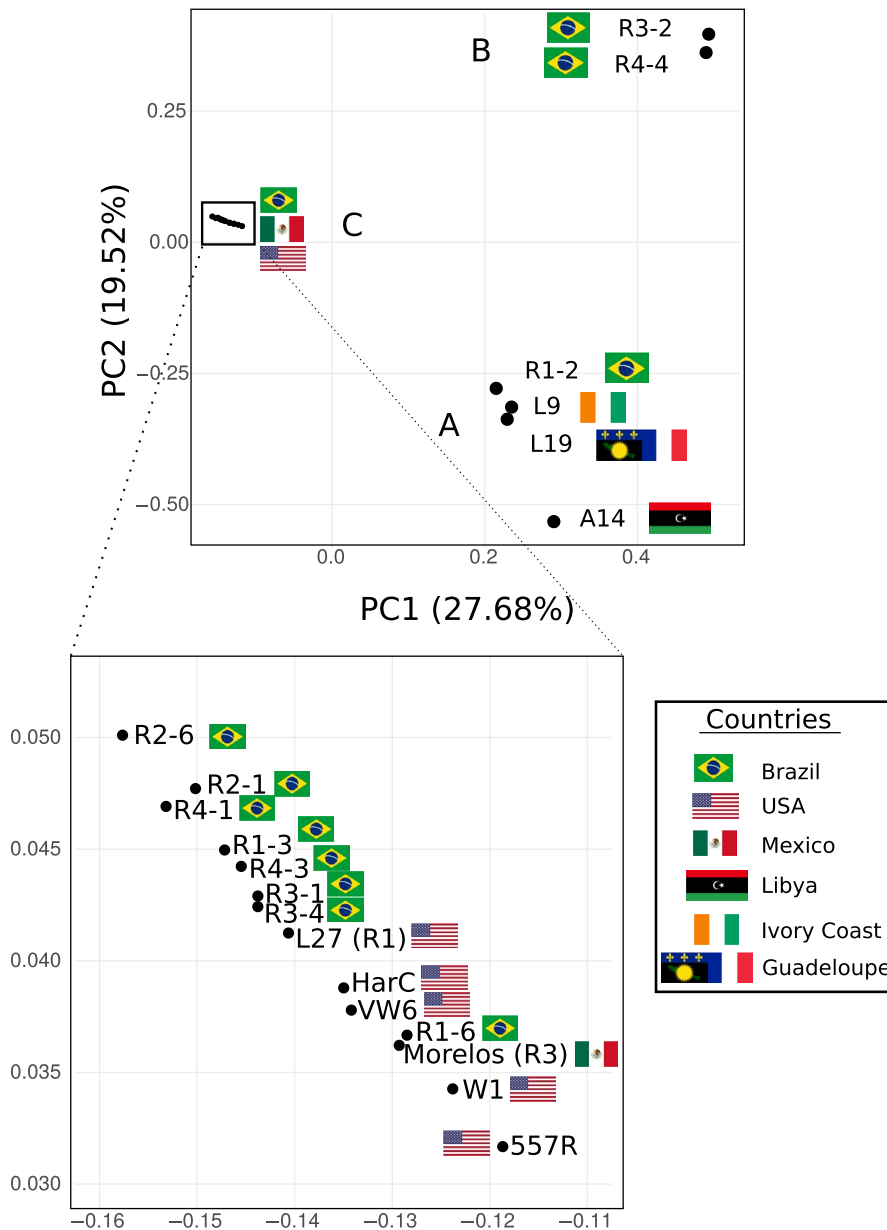 R3-2
B
R4-4
0.25
C
0.00
PC2 (19.52%)
R1-2
−0.25
L9
A
L19
−0.50
A14
0.0
0.2
0.4
PC1 (27.68%)
0.050
R2-6
R2-1
R4-1
0.045
R1-3
R4-3
R3-1
R3-4
L27 (R1)
0.040
HarC
VW6
R1-6
Morelos (R3)
0.035
W1
557R
0.030
−0.16
−0.15
−0.14
−0.13
−0.12
−0.11
Countries
Brazil
USA
Mexico
Libya
Ivory Coast
Guadeloupe